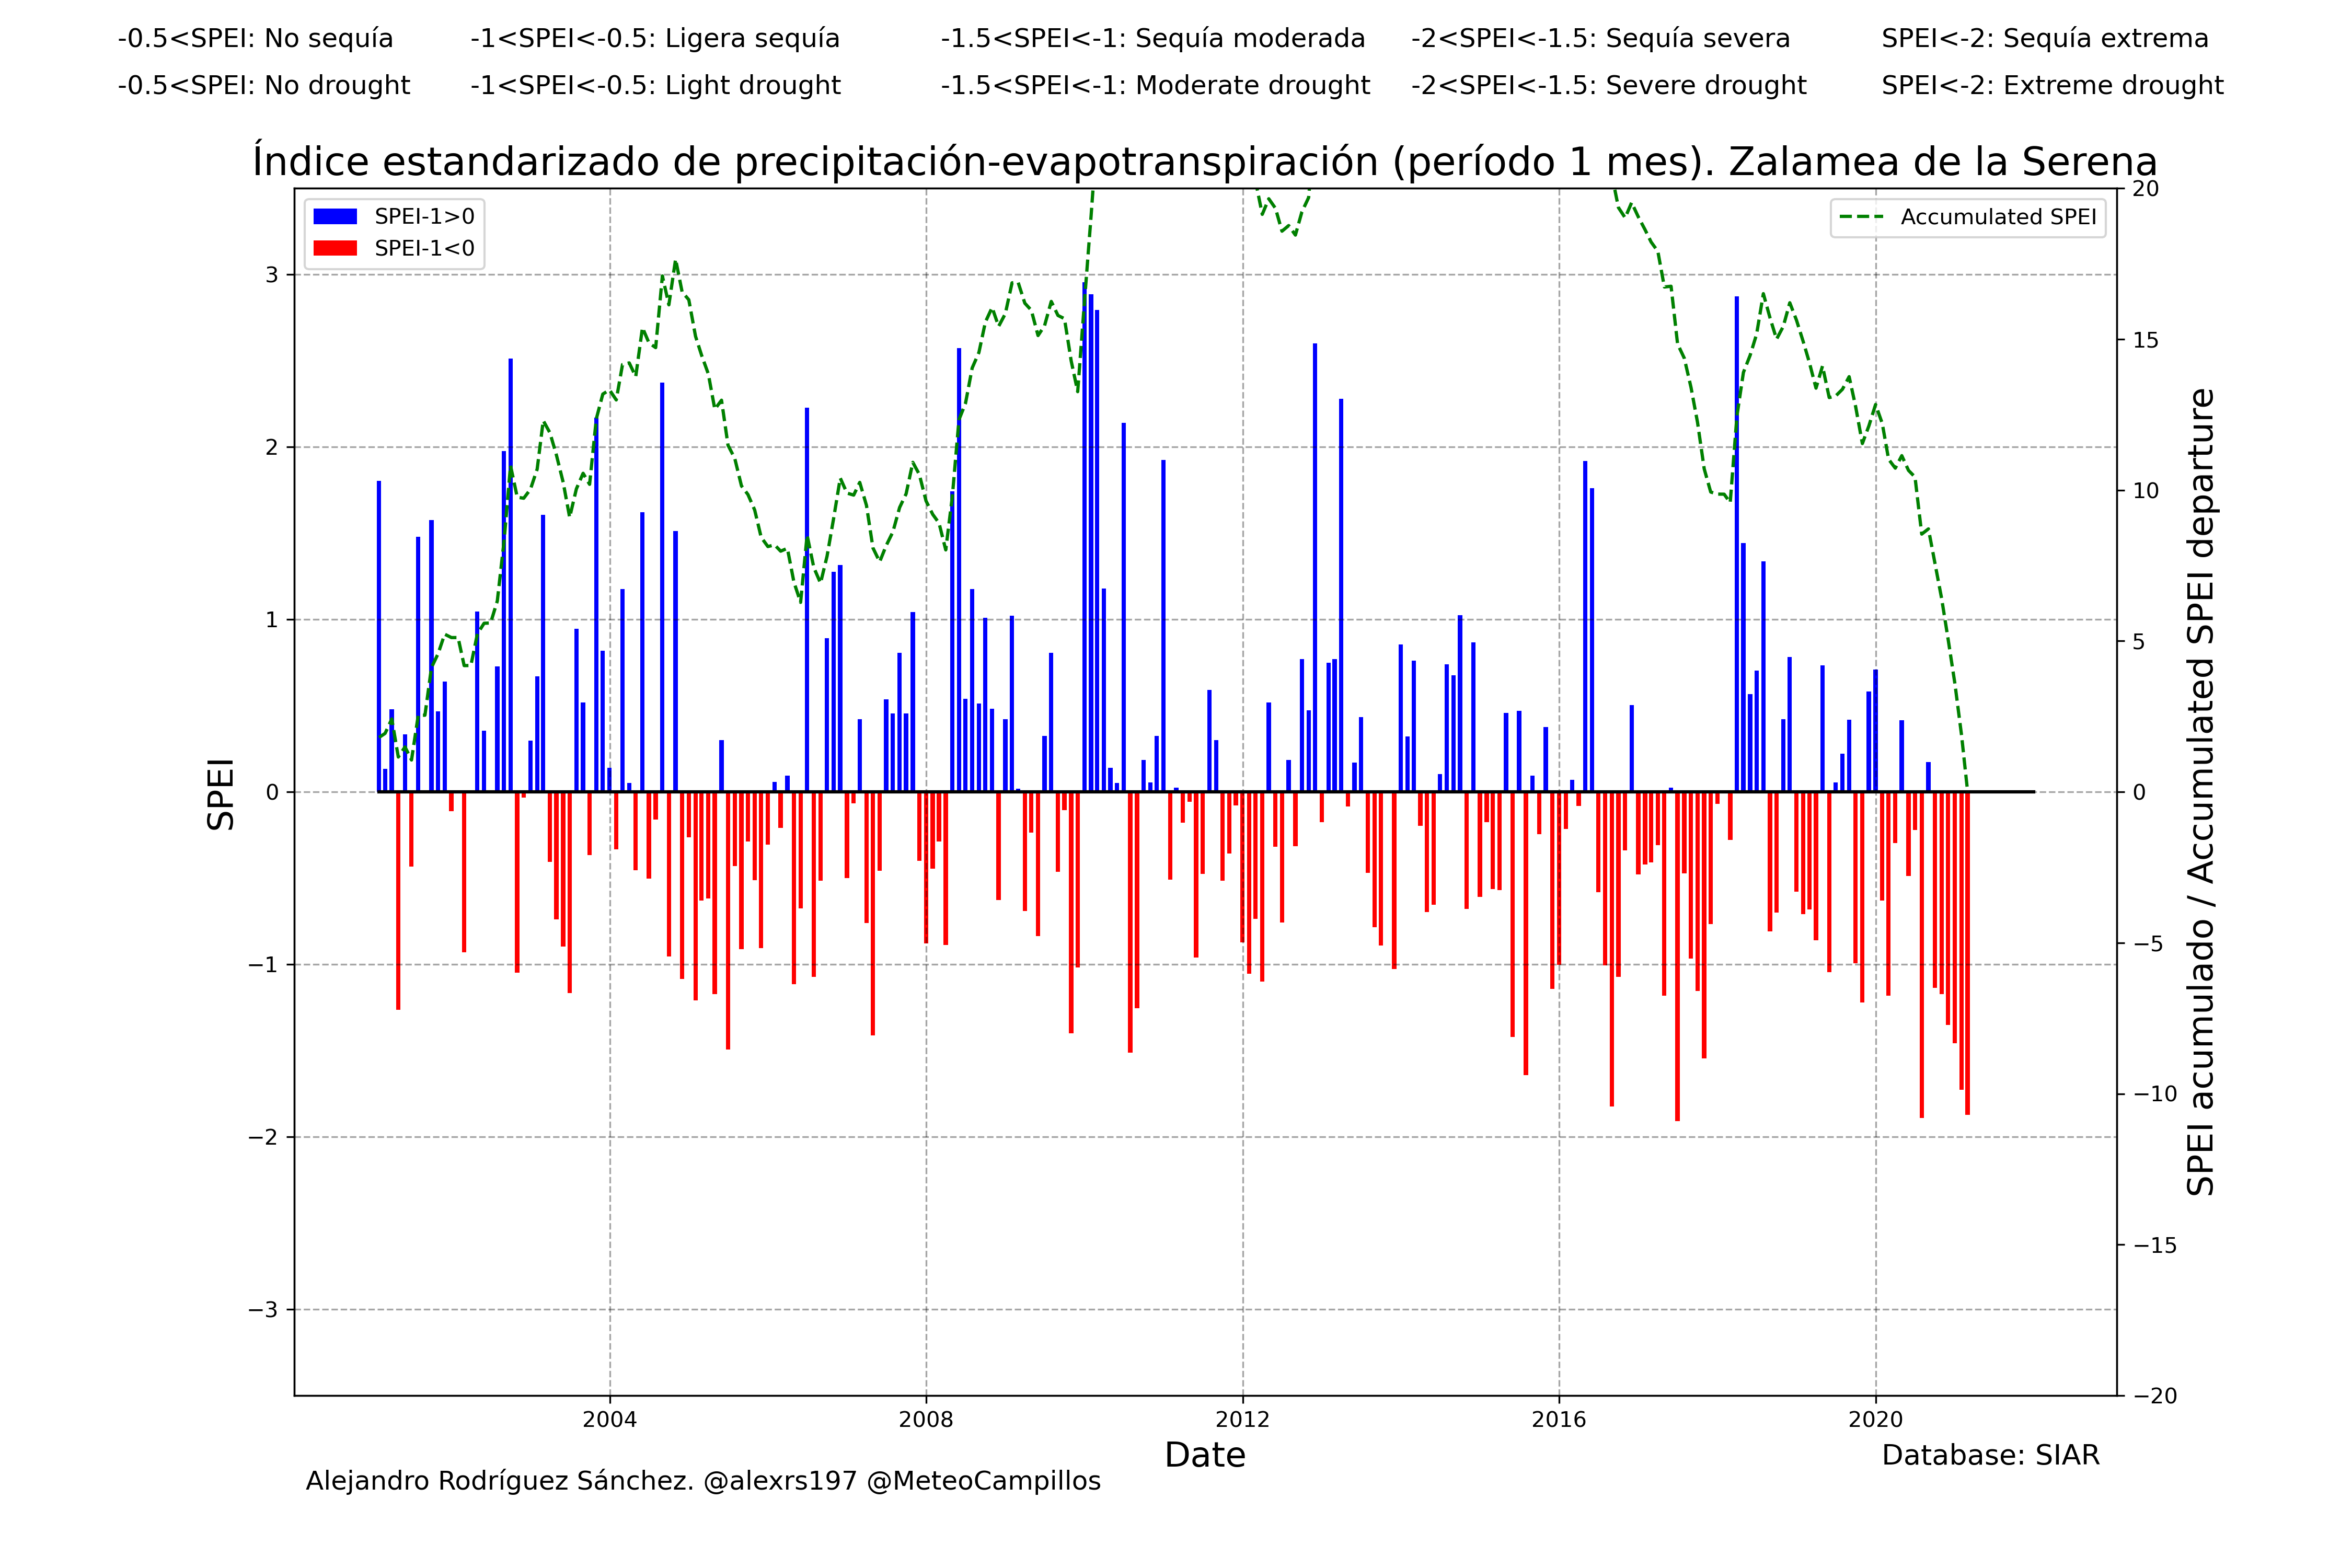 -0.5<SPEI: No sequía -1<SPEI<-0.5: Ligera sequía -1.5<SPEI<-1: Sequía moderada -2<SPEI<-1.5: Sequía severa SPEI<-2: Sequía extrema
-0.5<SPEI: No drought -1<SPEI<-0.5: Light drought -1.5<SPEI<-1: Moderate drought -2<SPEI<-1.5: Severe drought SPEI<-2: Extreme drought
Índice estandarizado de precipitación-evapotranspiración (período 1 mes). Zalamea de la Serena
SPEI-1>0
SPEI-1<0
Accumulated SPEI
SPEI
3
2
1
0
−1
−2
−3
20
15
10
5
0
−5
−10
−15
−20
SPEI acumulado / Accumulated SPEI departure
2004 2008 2012 2016 2020
Date
Database: SIAR
Alejandro Rodríguez Sánchez. @alexrs197 @MeteoCampillos